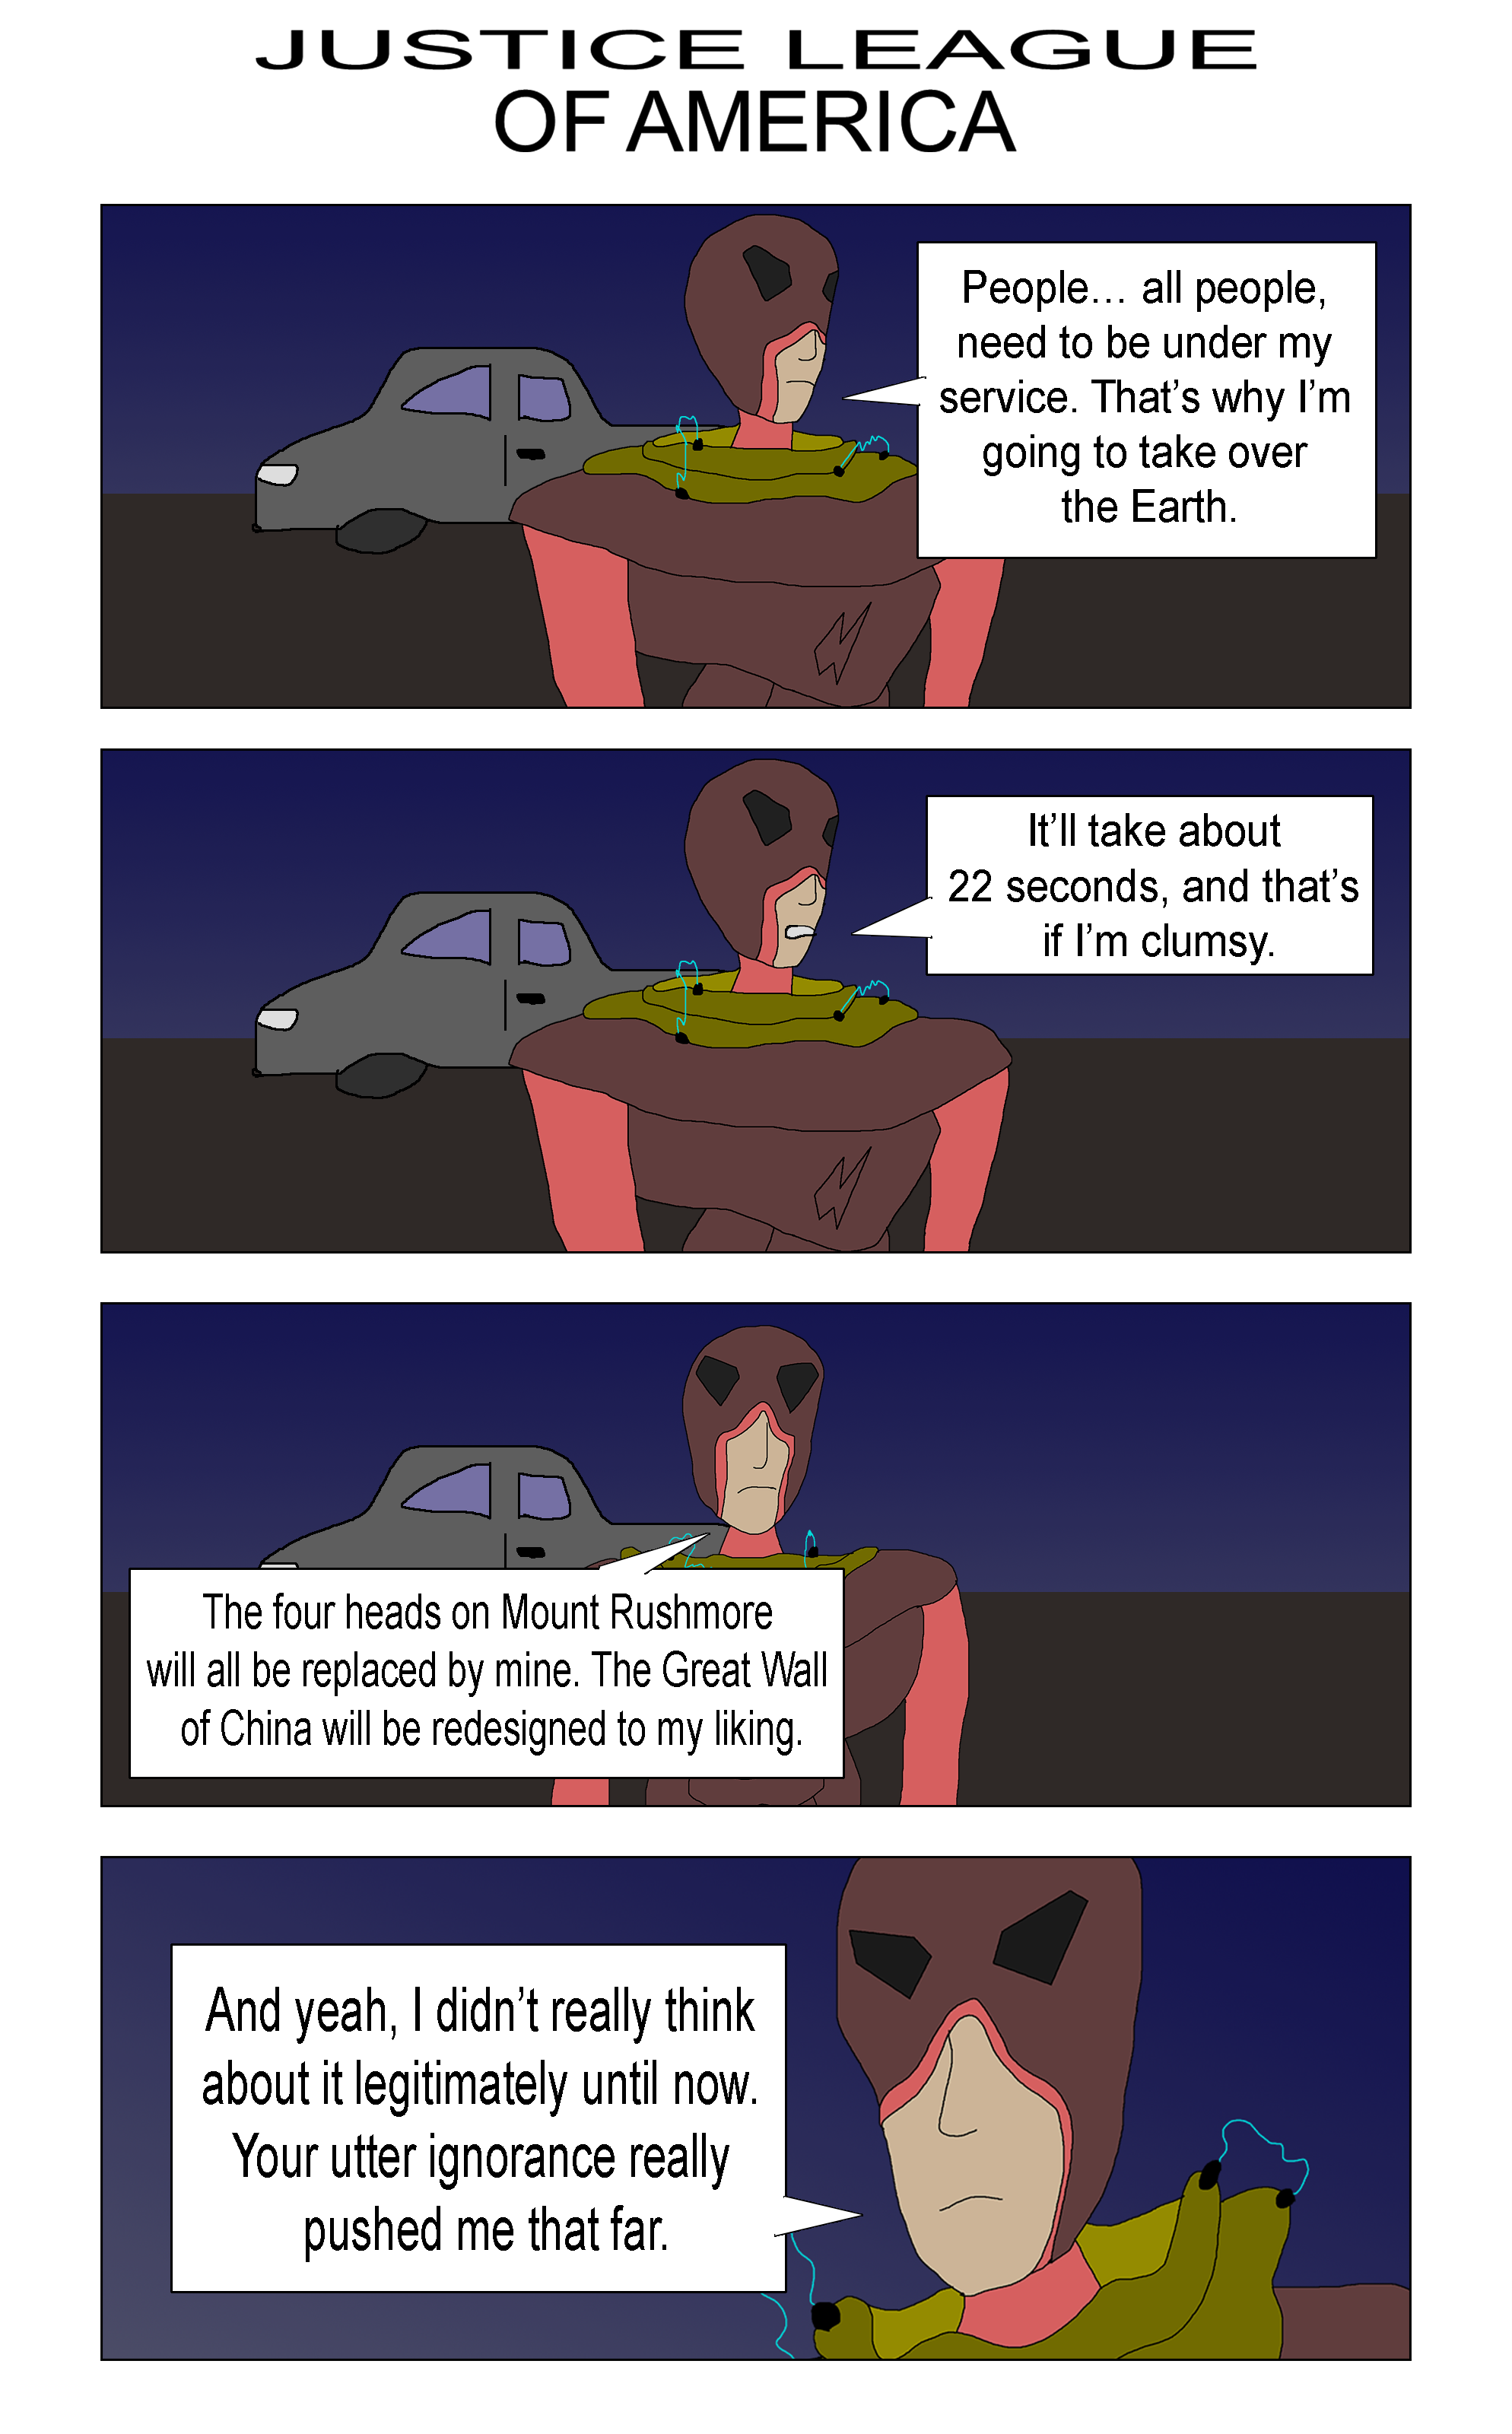 JUSTICE LEAGUE
OF AMERICA
People… all people,
need to be under my
service. That’s why I’m
going to take over
the Earth.
It’ll take about
22 seconds, and that’s
if I’m clumsy.
The four heads on Mount Rushmore
will all be replaced by mine. The Great Wall
of China will be redesigned to my liking.
And yeah, I didn’t really think
about it legitimately until now.
Your utter ignorance really
pushed me that far.